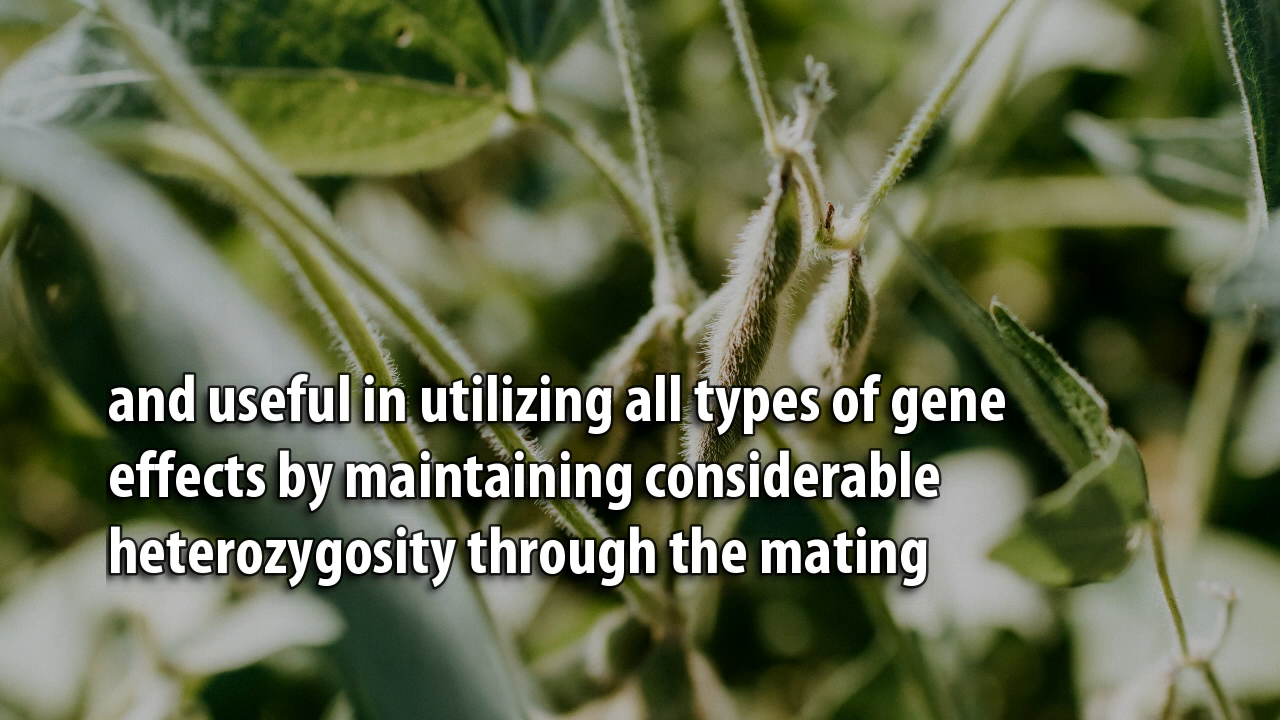 and useful in utilizing all types of gene
effects by maintaining considerable
heterozygosity through the mating